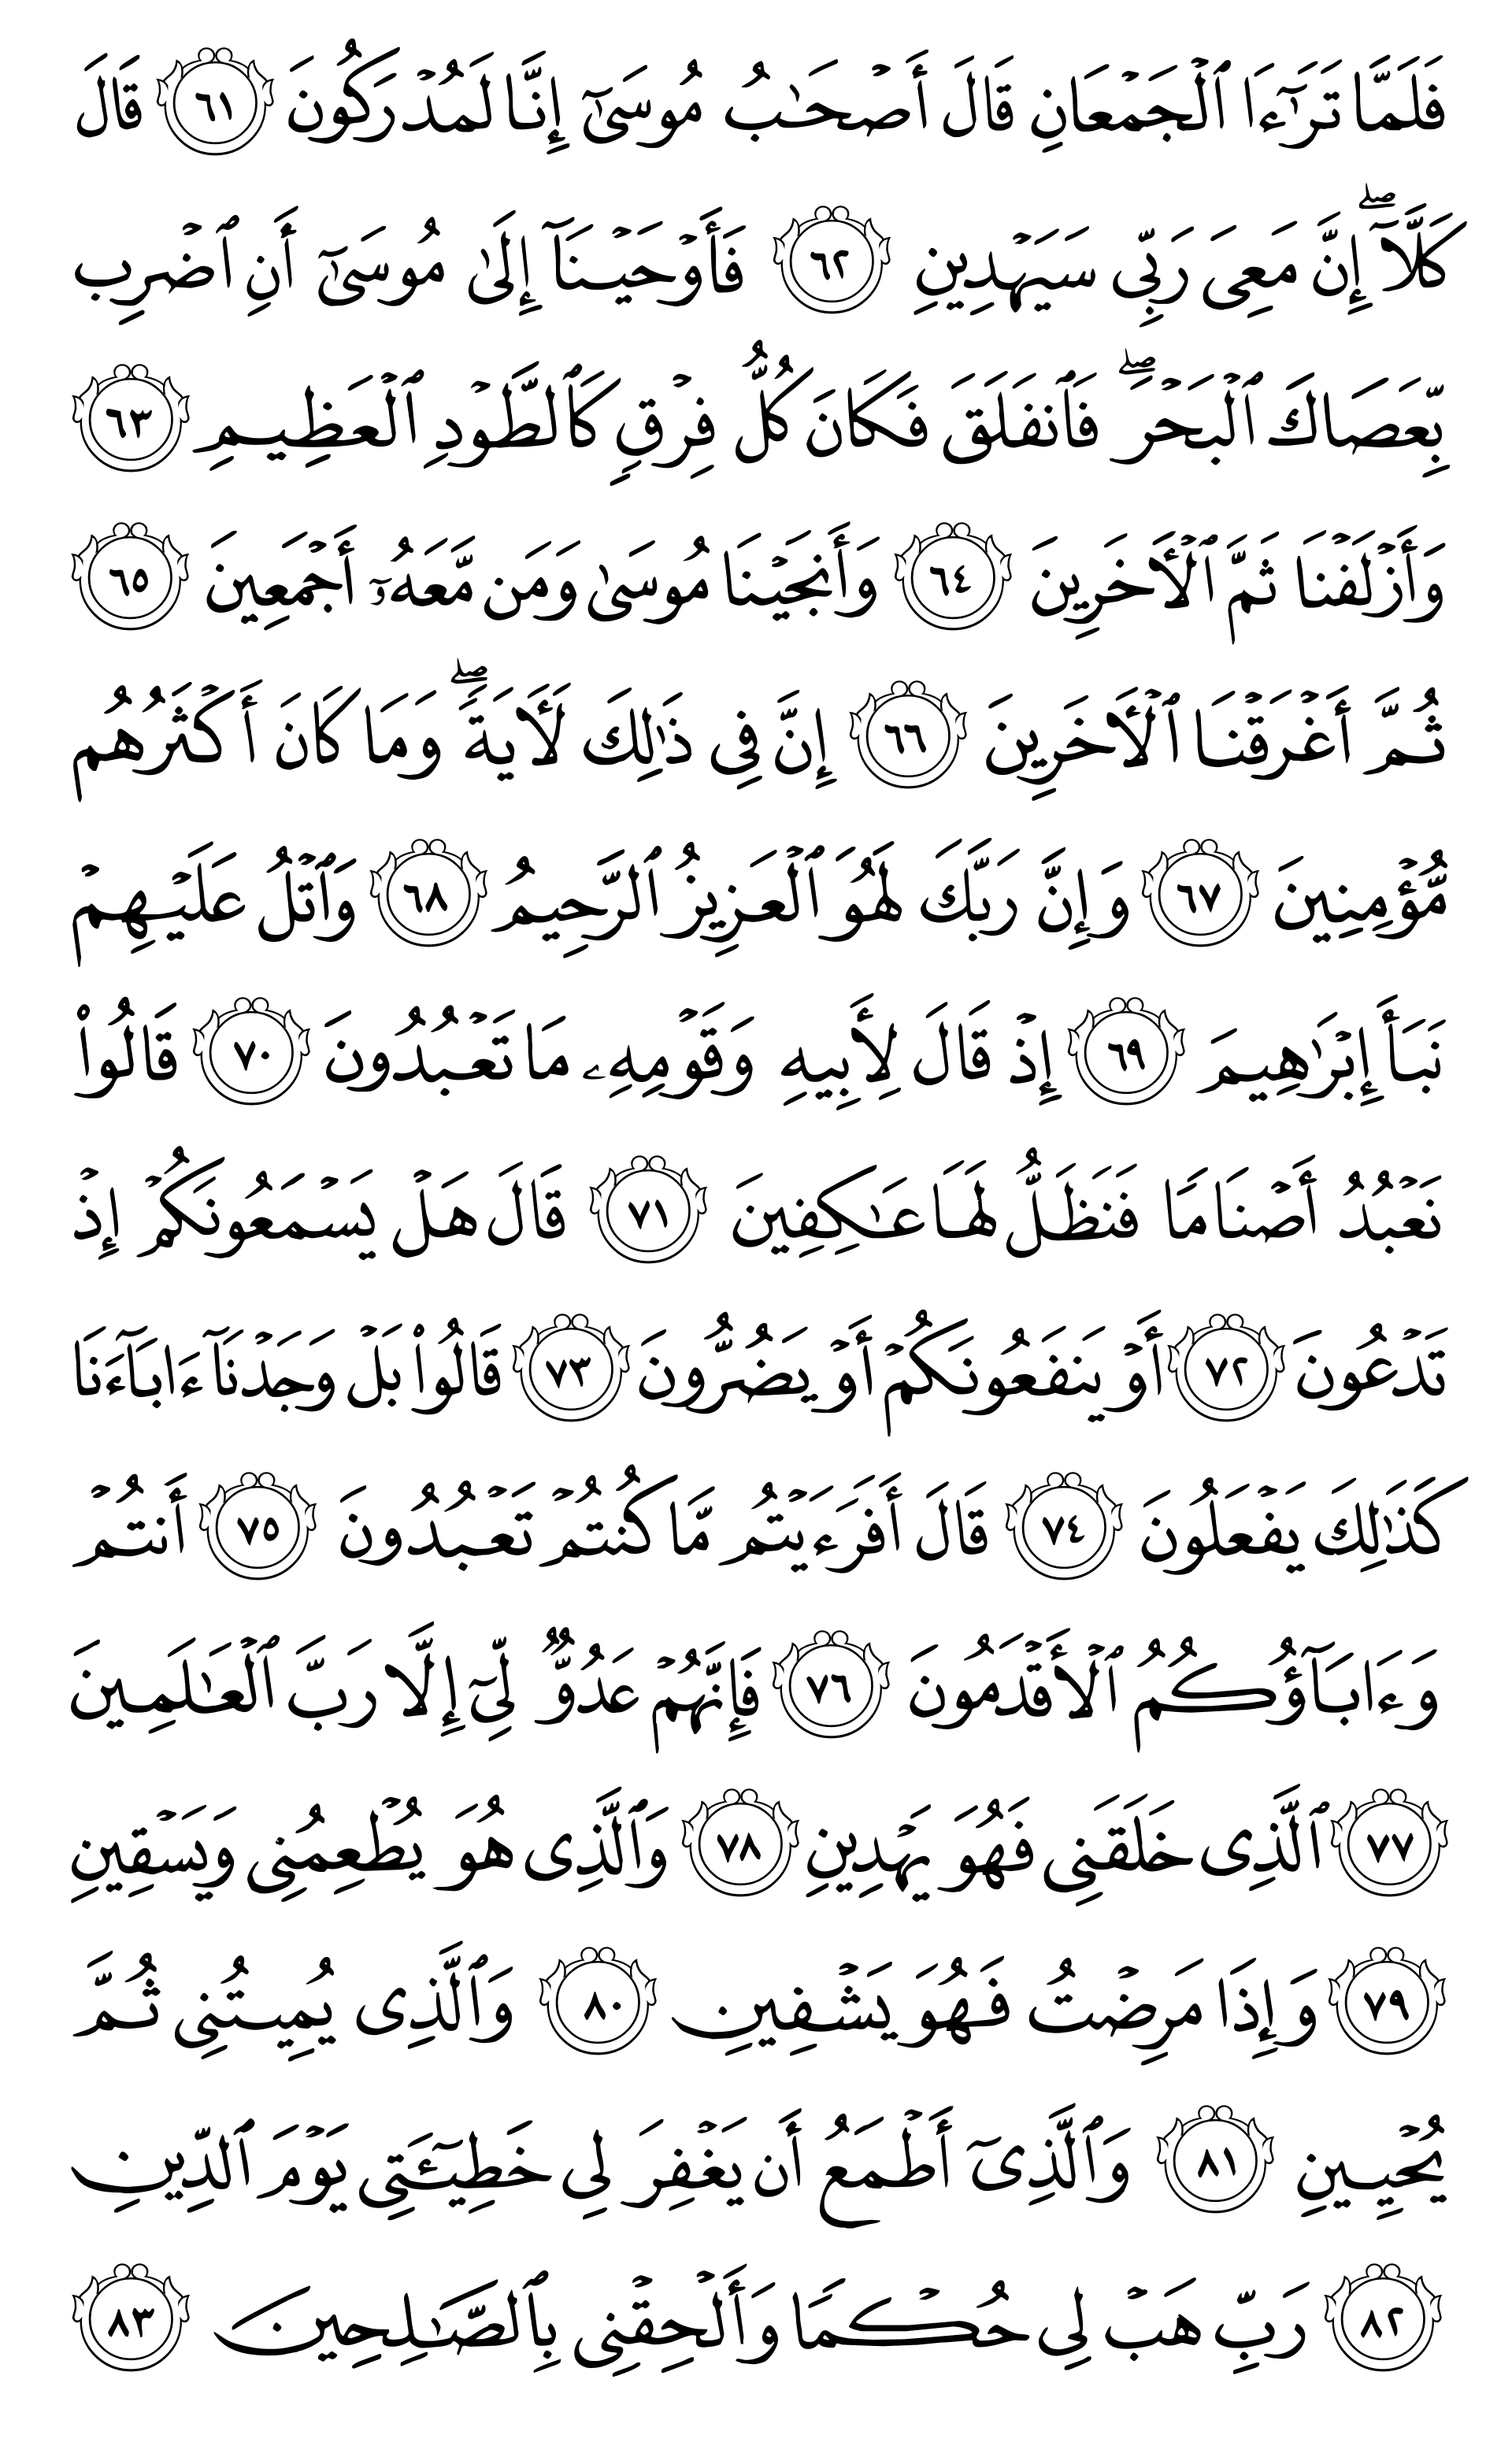 فَلَمَّا تَرَٰٓءَا ٱلْجَمْعَانِ قَالَ أَصْحَٰبُ مُوسَىٰٓ إِنَّا لَمُدْرَكُونَ ٦١ قَالَ
كَلَّآ ۖ إِنَّ مَعِىَ رَبِّى سَيَهْدِينِ ٦٢ فَأَوْحَيْنَآ إِلَىٰ مُوسَىٰٓ أَنِ ٱضْرِب
بِّعَصَاكَ ٱلْبَحْرَ ۖ فَٱنفَلَقَ فَكَانَ كُلُّ فِرْقٍ كَٱلطَّوْدِ ٱلْعَظِيمِ ٦٣
وَأَزْلَفْنَا ثَمَّ ٱلْأَخَرِينَ ٦٤ وَأَنجَيْنَا مُوسَىٰ وَمَن مَّعَهُۥٓ أَجْمَعِينَ ٦٥
ثُمَّ أَغْرَقْنَا ٱلْأَخَرِينَ ٦٦ إِنَّ فِى ذَٰلِكَ لَأَيَةً ۖ وَمَا كَانَ أَكْثَرُهُم
مُّؤْمِنِينَ ٦٧ وَإِنَّ رَبَّكَ لَهُوَ ٱلْعَزِيزُ ٱلرَّحِيمُ ٦٨ وَٱتْلُ عَلَيْهِمْ
نَبَأَ إِبْرَٰهِيمَ ٦٩ إِذْ قَالَ لِأَبِيهِ وَقَوْمِهِۦ مَا تَعْبُدُونَ ٧٠ قَالُوا۟
نَعْبُدُ أَصْنَامًا فَنَظَلُّ لَهَا عَٰكِفِينَ ٧١ قَالَ هَلْ يَسْمَعُونَكُمْ إِذْ
تَدْعُونَ ٧٢ أَوْ يَنفَعُونَكُمْ أَوْ يَضُرُّونَ ٧٣ قَالُوا۟ بَلْ وَجَدْنَآ ءَابَآءَنَا
كَذَٰلِكَ يَفْعَلُونَ ٧٤ قَالَ أَفَرَءَيْتُم مَّا كُنتُمْ تَعْبُدُونَ ٧٥ أَنتُمْ
وَءَابَآؤُكُمُ ٱلْأَقْدَمُونَ ٧٦ فَإِنَّهُمْ عَدُوٌّ لِّىٓ إِلَّا رَبَّ ٱلْعَٰلَمِينَ
٧٧ ٱلَّذِى خَلَقَنِى فَهُوَ يَهْدِينِ ٧٨ وَٱلَّذِى هُوَ يُطْعِمُنِى وَيَسْقِينِ
٧٩ وَإِذَا مَرِضْتُ فَهُوَ يَشْفِينِ ٨٠ وَٱلَّذِى يُمِيتُنِى ثُمَّ
يُحْيِينِ ٨١ وَٱلَّذِىٓ أَطْمَعُ أَن يَغْفِرَ لِى خَطِيٓـَٔتِى يَوْمَ ٱلدِّينِ
٨٢ رَبِّ هَبْ لِى حُكْمًا وَأَلْحِقْنِى بِٱلصَّٰلِحِينَ ٨٣